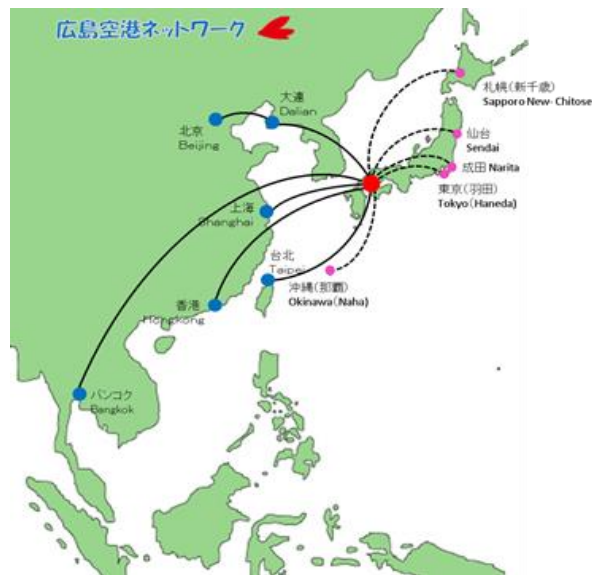 広島空港ネットワーク
札幌(新千歳)
Sapporo New-Chitose
大連
Dalian
北京
Beijing
仙台
Sendai
成田 Narita
東京(羽田)
Tokyo(Haneda)
上海
Shanghai
台北
Taipei
沖縄(那覇)
Okinawa(Naha)
香港
Hongkong
バンコク
Bangkok